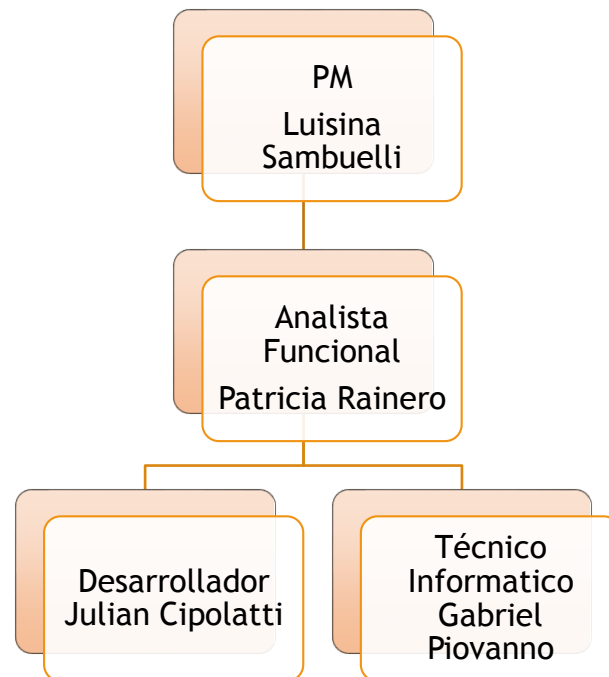 PM
Luisina
Sambuelli
Analista
Funcional
Patricia Rainero
Desarrollador
Julian Cipolatti
Técnico
Informatico
Gabriel
Piovanno